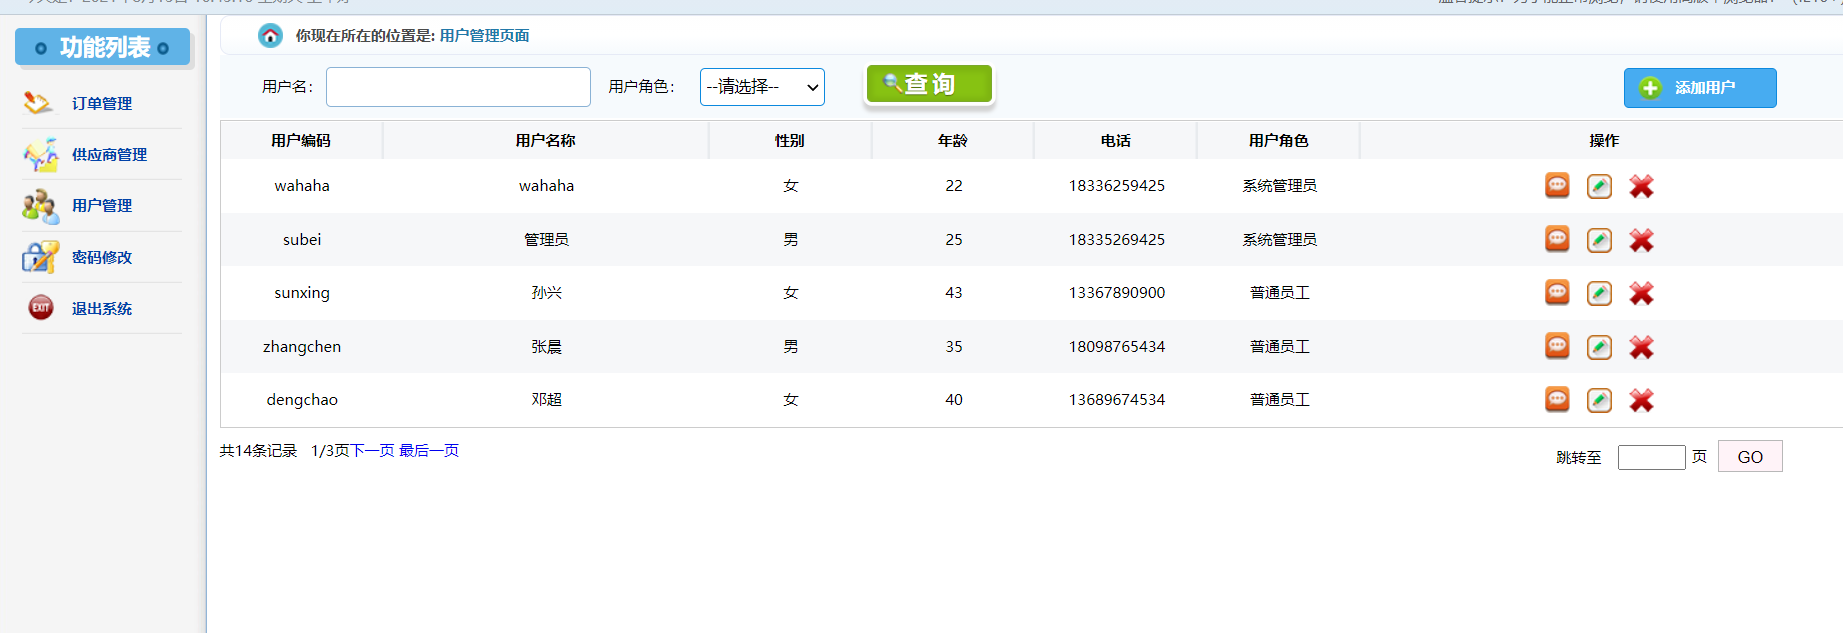 功能列表
订单管理
供应商管理
用户管理
密码修改
EXIT 退出系统
你现在所在的位置是: 用户管理页面
用户名: 用户角色: --请选择-- 查询 添加用户
用户编码 用户名称 性别 年龄 电话 用户角色 操作
wahaha wahaha 女 22 18336259425 系统管理员
subei 管理员 男 25 18335269425 系统管理员
sunxing 孙兴 女 43 13367890900 普通员工
zhangchen 张晨 男 35 18098765434 普通员工
dengchao 邓超 女 40 13689674534 普通员工
共14条记录 1/3页下一页 最后一页
跳转至 页 GO